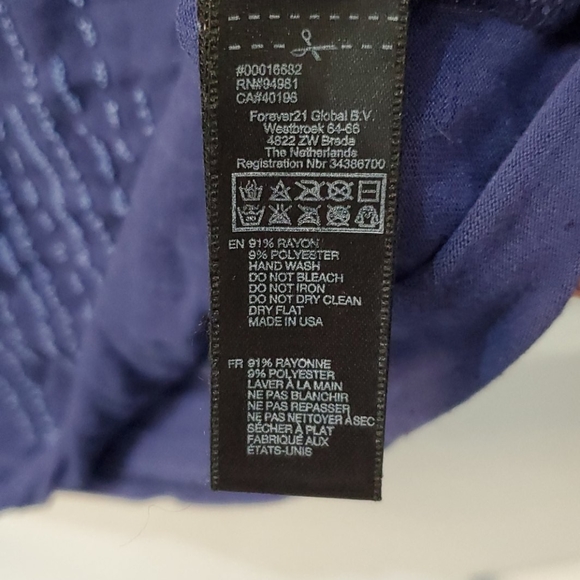 #00016682
RN#94981
CA#40198
Forever21 Global B.V.
Westbroek 64-66
4822 ZW Breda
The Netherlands
Registration Nbr 34386700
EN 91% RAYON
9% POLYESTER
HAND WASH
DO NOT BLEACH
DO NOT IRON
DO NOT DRY CLEAN
DRY FLAT
MADE IN USA
FR 91% RAYONNE
9% POLYESTER
LAVER À LA MAIN
NE PAS BLANCHIR
NE PAS REPASSER
NE PAS NETTOYER À SEC
SÉCHER À PLAT
FABRIQUÉ AUX
ÉTATS-UNIS